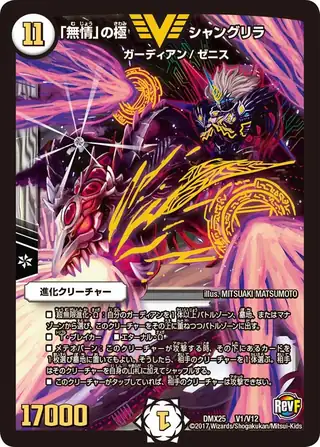 11
「無情」の極 シャングリラ
むじょう きわみ
ガーディアン / ゼニス
進化クリーチャー
illus. MITSUAKI MATSUMOTO
■超無限進化・Ω：自分のガーディアンを1体以上バトルゾーン、墓地、またはマナゾーンから選び、このクリーチャーをその上に重ねつつバトルゾーンに出す。
■T・ブレイカー ■エターナル・Ω
■メテオバーン：このクリーチャーが攻撃する時、その下にあるカードを1枚選び墓地に置いてもよい。そうしたら、相手のクリーチャーを1体選ぶ。相手はそのクリーチャーを自身の山札に加えてシャッフルする。
■このクリーチャーがタップしていれば、相手のクリーチャーは攻撃できない。
17000
1
DMX25 V1/V12
©2017 Wizards/Shogakukan/Mitsui-Kids
RevF